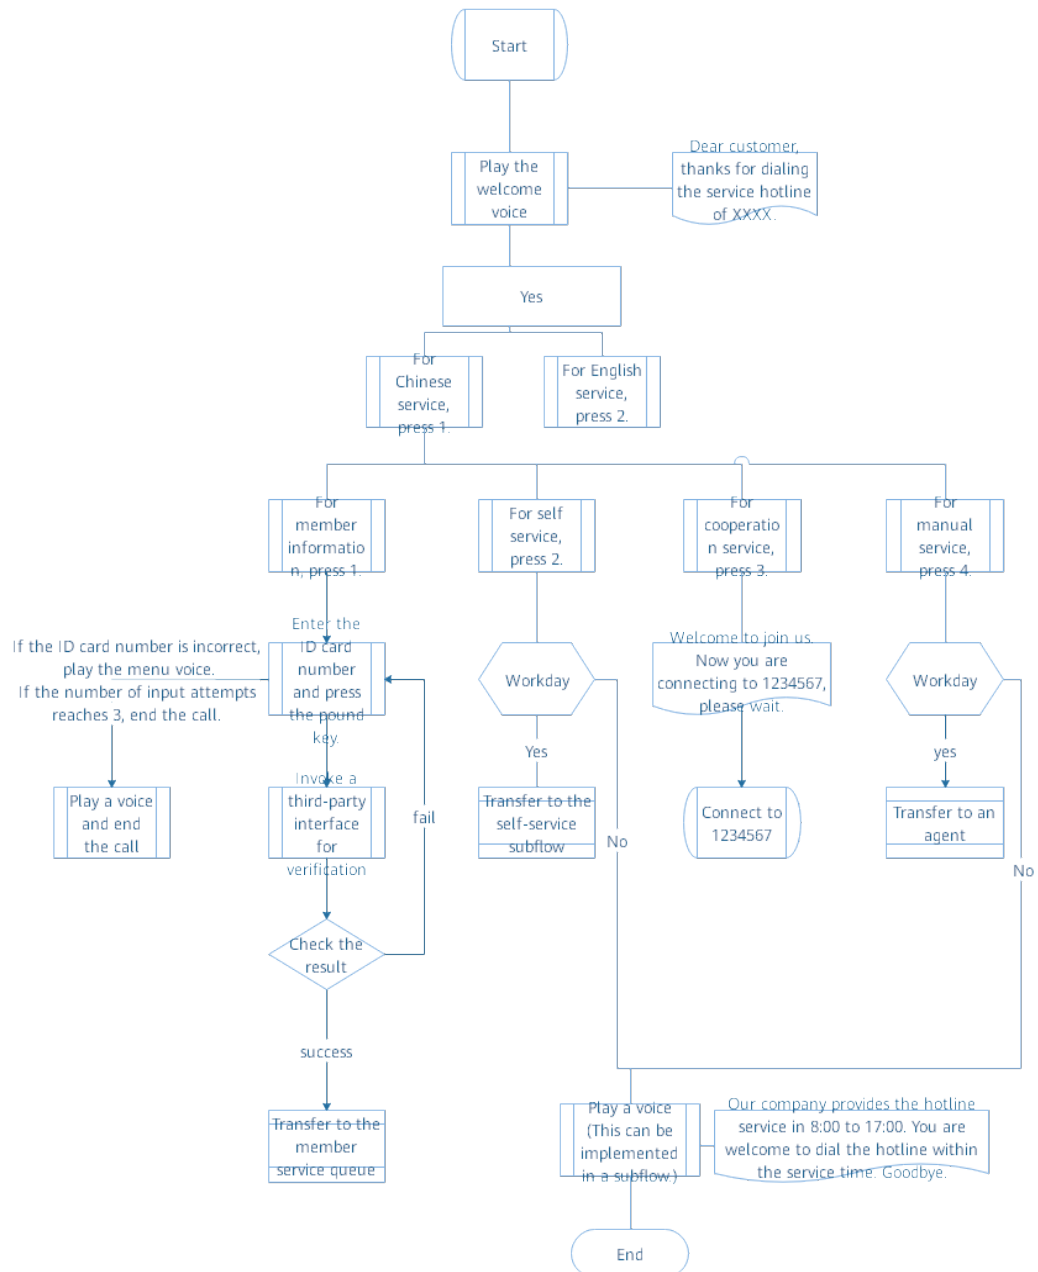 Start
Play the
welcome
voice
Dear customer,
thanks for dialing
the service hotline
of XXXX.
Yes
For
Chinese
service,
press 1.
For English
service,
press 2.
For
member
informatio
n, press 1.
For self
service,
press 2.
For
cooperatio
n service,
press 3.
For
manual
service,
press 4.
If the ID card number is incorrect,
play the menu voice.
If the number of input attempts
reaches 3, end the call.
Enter the
ID card
number
and press
the pound
key.
Workday
Welcome to join us.
Now you are
connecting to 1234567,
please wait.
Workday
Yes
yes
Play a voice
and end
the call
Invoke a
third-party
interface
for
verification
fail
Transfer to the
self-service
subflow
No
Connect to
1234567
Transfer to an
agent
No
Check the
result
success
Transfer to the
member
service queue
Play a voice
(This can be
implemented
in a subflow.)
Our company provides the hotline
service in 8:00 to 17:00. You are
welcome to dial the hotline within
the service time. Goodbye.
End